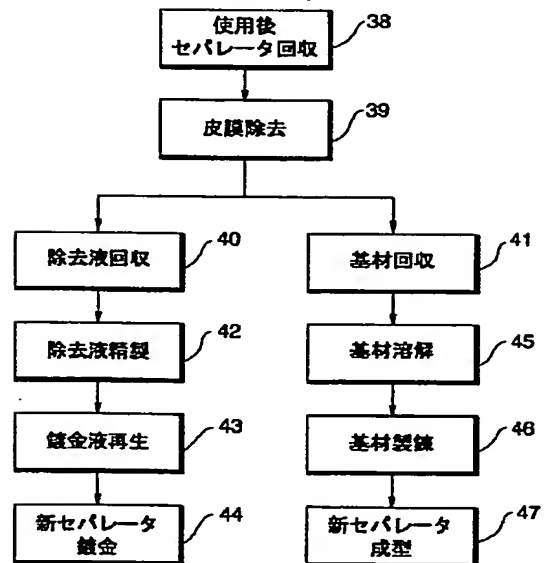 使用後
セパレータ回収
38
皮膜除去
39
除去液回収
40
基材回収
41
除去液精製
42
基材溶解
45
鍍金液再生
43
基材製錬
46
新セパレータ
鍍金
44
新セパレータ
成型
47